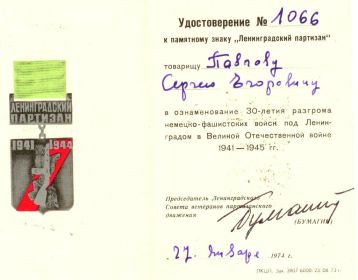 ЛЕНИНГРАДСКИЙ
ПАРТИЗАН
1941 1944
Удостоверение № 1066
к памятному знаку „Ленинградский партизан"
товарищу Павлову
Сергею Егоровичу
в ознаменование 30-летия разгрома
немецко-фашистских войск под Ленин-
градом в Великой Отечественной войне
1941—1945 гг.
Председатель Ленинградского
Совета ветеранов партизанского
движения
(БУМАГИН)
„27" января 1974 г.